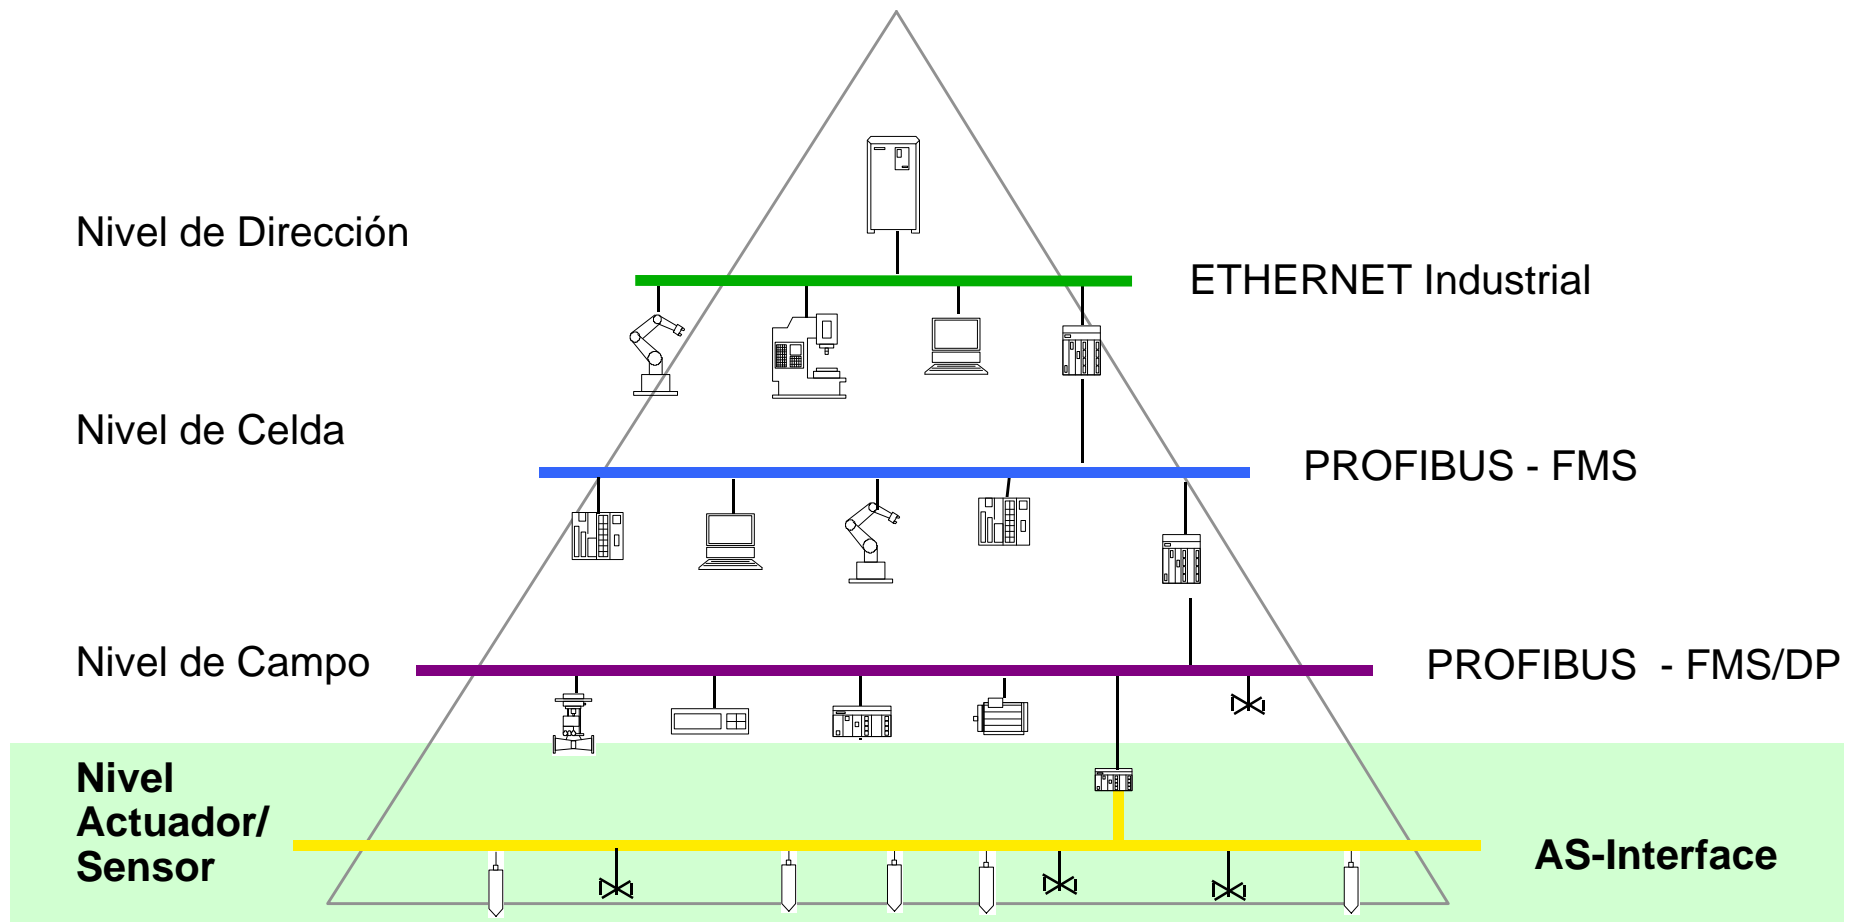 Nivel de Dirección
ETHERNET Industrial
Nivel de Celda
PROFIBUS - FMS
Nivel de Campo
PROFIBUS  - FMS/DP
Nivel
Actuador/
Sensor
AS-Interface